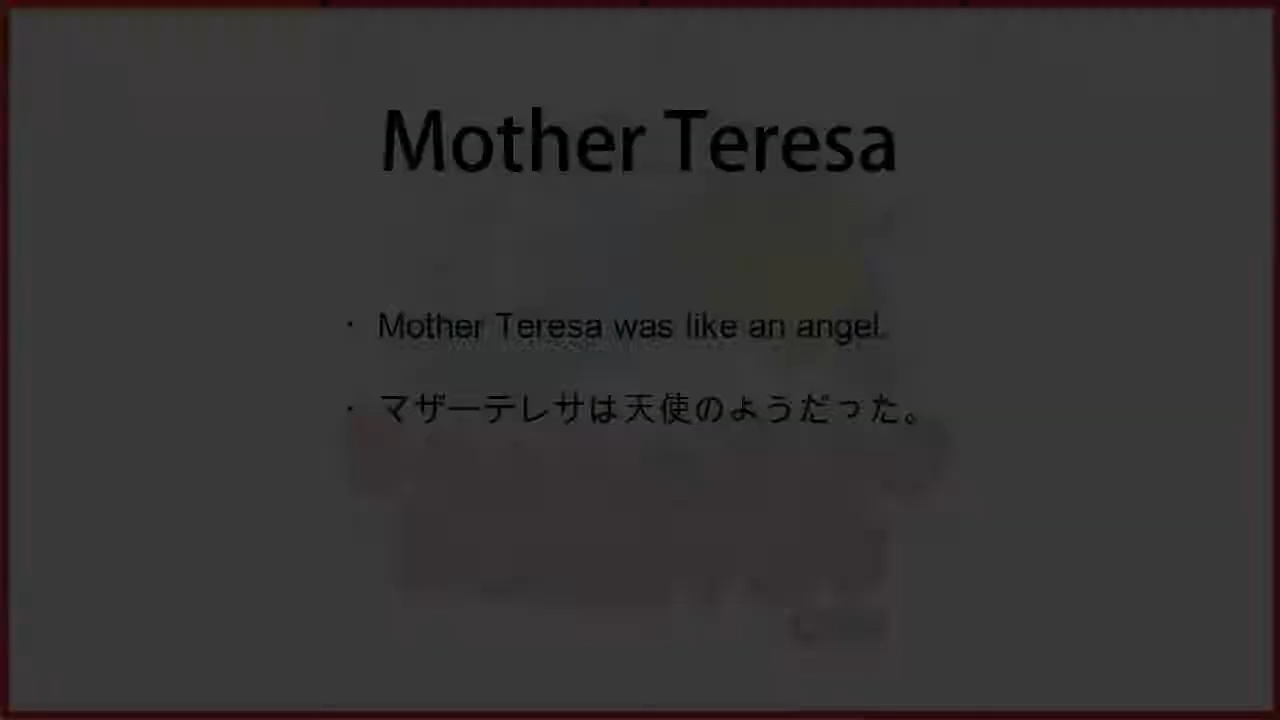 Mother Teresa
・ Mother Teresa was like an angel.
・ マザーテレサは天使のようだった。